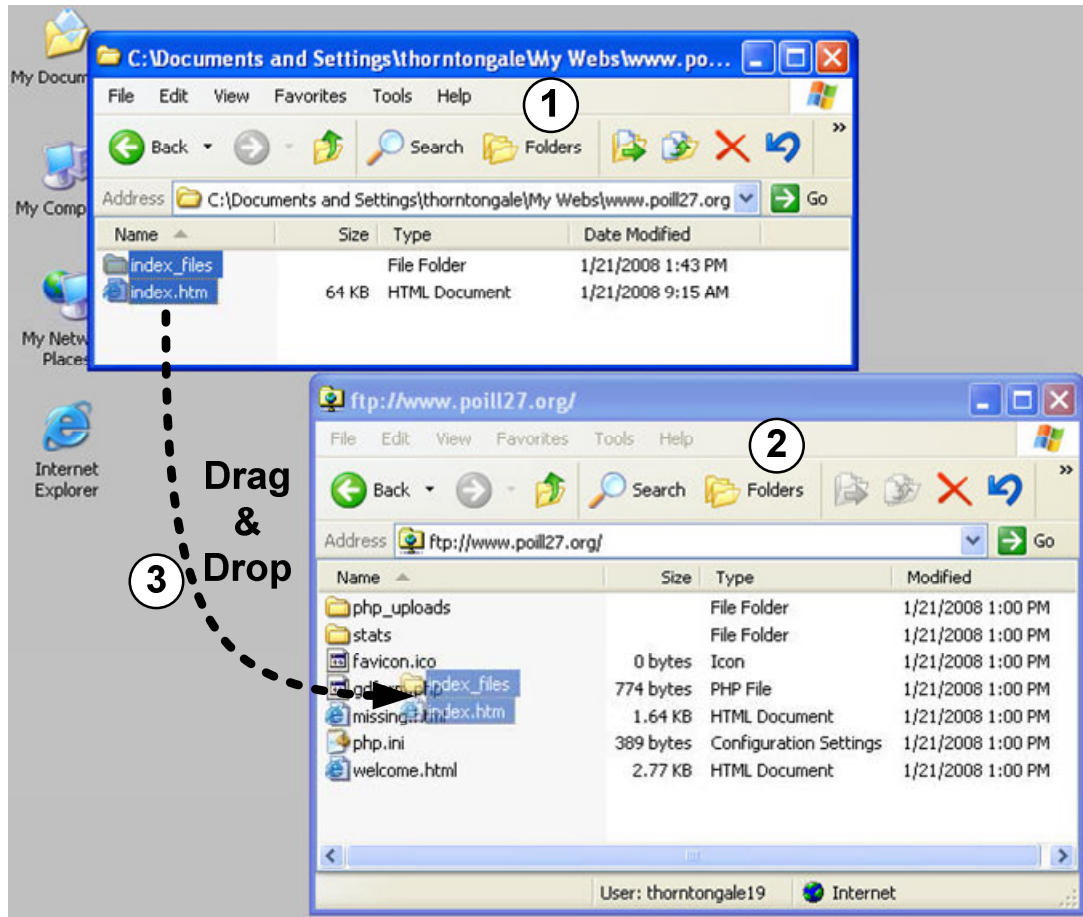 My Docum
C:\Documents and Settings\thorntongale\My Webs\www.po...
File Edit View Favorites Tools Help
1
Back Search Folders »
My Comp
Address C:\Documents and Settings\thorntongale\My Webs\www.poill27.org Go
Name Size Type Date Modified
index_files File Folder 1/21/2008 1:43 PM
index.htm 64 KB HTML Document 1/21/2008 9:15 AM
My Netw
Places
Internet
Explorer
Drag
&
Drop
3
ftp://www.poill27.org/
File Edit View Favorites Tools Help
2
Back Search Folders »
Address ftp://www.poill27.org/ Go
Name Size Type Modified
php_uploads File Folder 1/21/2008 1:00 PM
stats File Folder 1/21/2008 1:00 PM
favicon.ico 0 bytes Icon 1/21/2008 1:00 PM
index_files
774 bytes PHP File 1/21/2008 1:00 PM
index.htm
1.64 KB HTML Document 1/21/2008 1:00 PM
php.ini 389 bytes Configuration Settings 1/21/2008 1:00 PM
welcome.html 2.77 KB HTML Document 1/21/2008 1:00 PM
User: thorntongale19 Internet